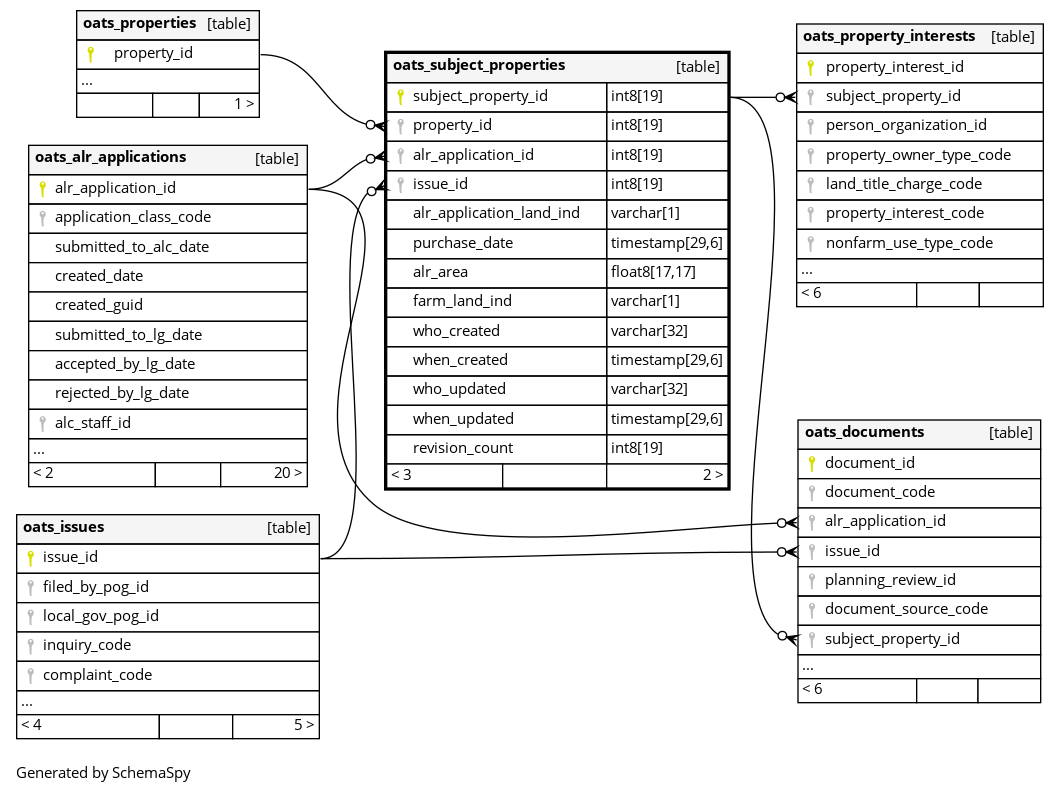 oats_properties [table]
property_id
...
1 >
oats_alr_applications [table]
alr_application_id
application_class_code
submitted_to_alc_date
created_date
created_guid
submitted_to_lg_date
accepted_by_lg_date
rejected_by_lg_date
alc_staff_id
...
< 2 20 >
oats_issues [table]
issue_id
filed_by_pog_id
local_gov_pog_id
inquiry_code
complaint_code
...
< 4 5 >
oats_subject_properties [table]
subject_property_id int8[19]
property_id int8[19]
alr_application_id int8[19]
issue_id int8[19]
alr_application_land_ind varchar[1]
purchase_date timestamp[29,6]
alr_area float8[17,17]
farm_land_ind varchar[1]
who_created varchar[32]
when_created timestamp[29,6]
who_updated varchar[32]
when_updated timestamp[29,6]
revision_count int8[19]
< 3 2 >
oats_property_interests [table]
property_interest_id
subject_property_id
person_organization_id
property_owner_type_code
land_title_charge_code
property_interest_code
nonfarm_use_type_code
...
< 6
oats_documents [table]
document_id
document_code
alr_application_id
issue_id
planning_review_id
document_source_code
subject_property_id
...
< 6
Generated by SchemaSpy